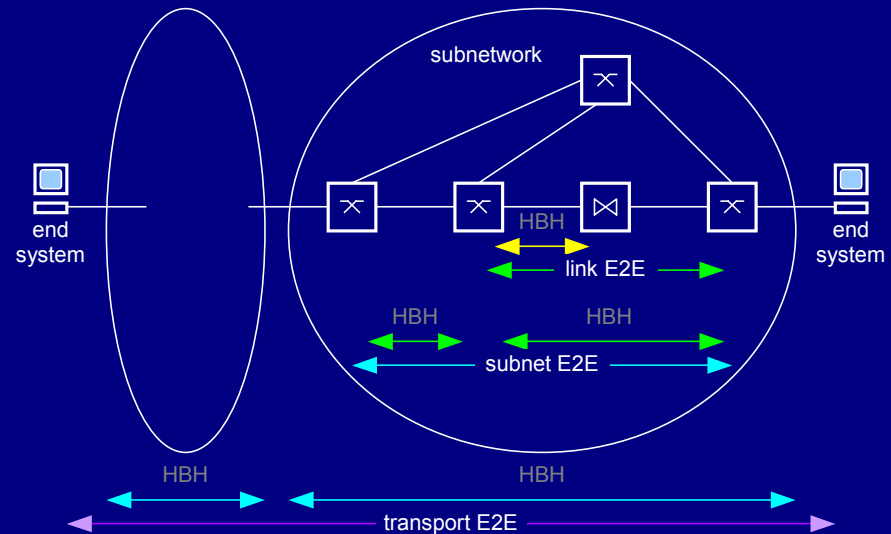 subnetwork
end
system
end
system
HBH
link E2E
HBH
HBH
subnet E2E
HBH
HBH
transport E2E